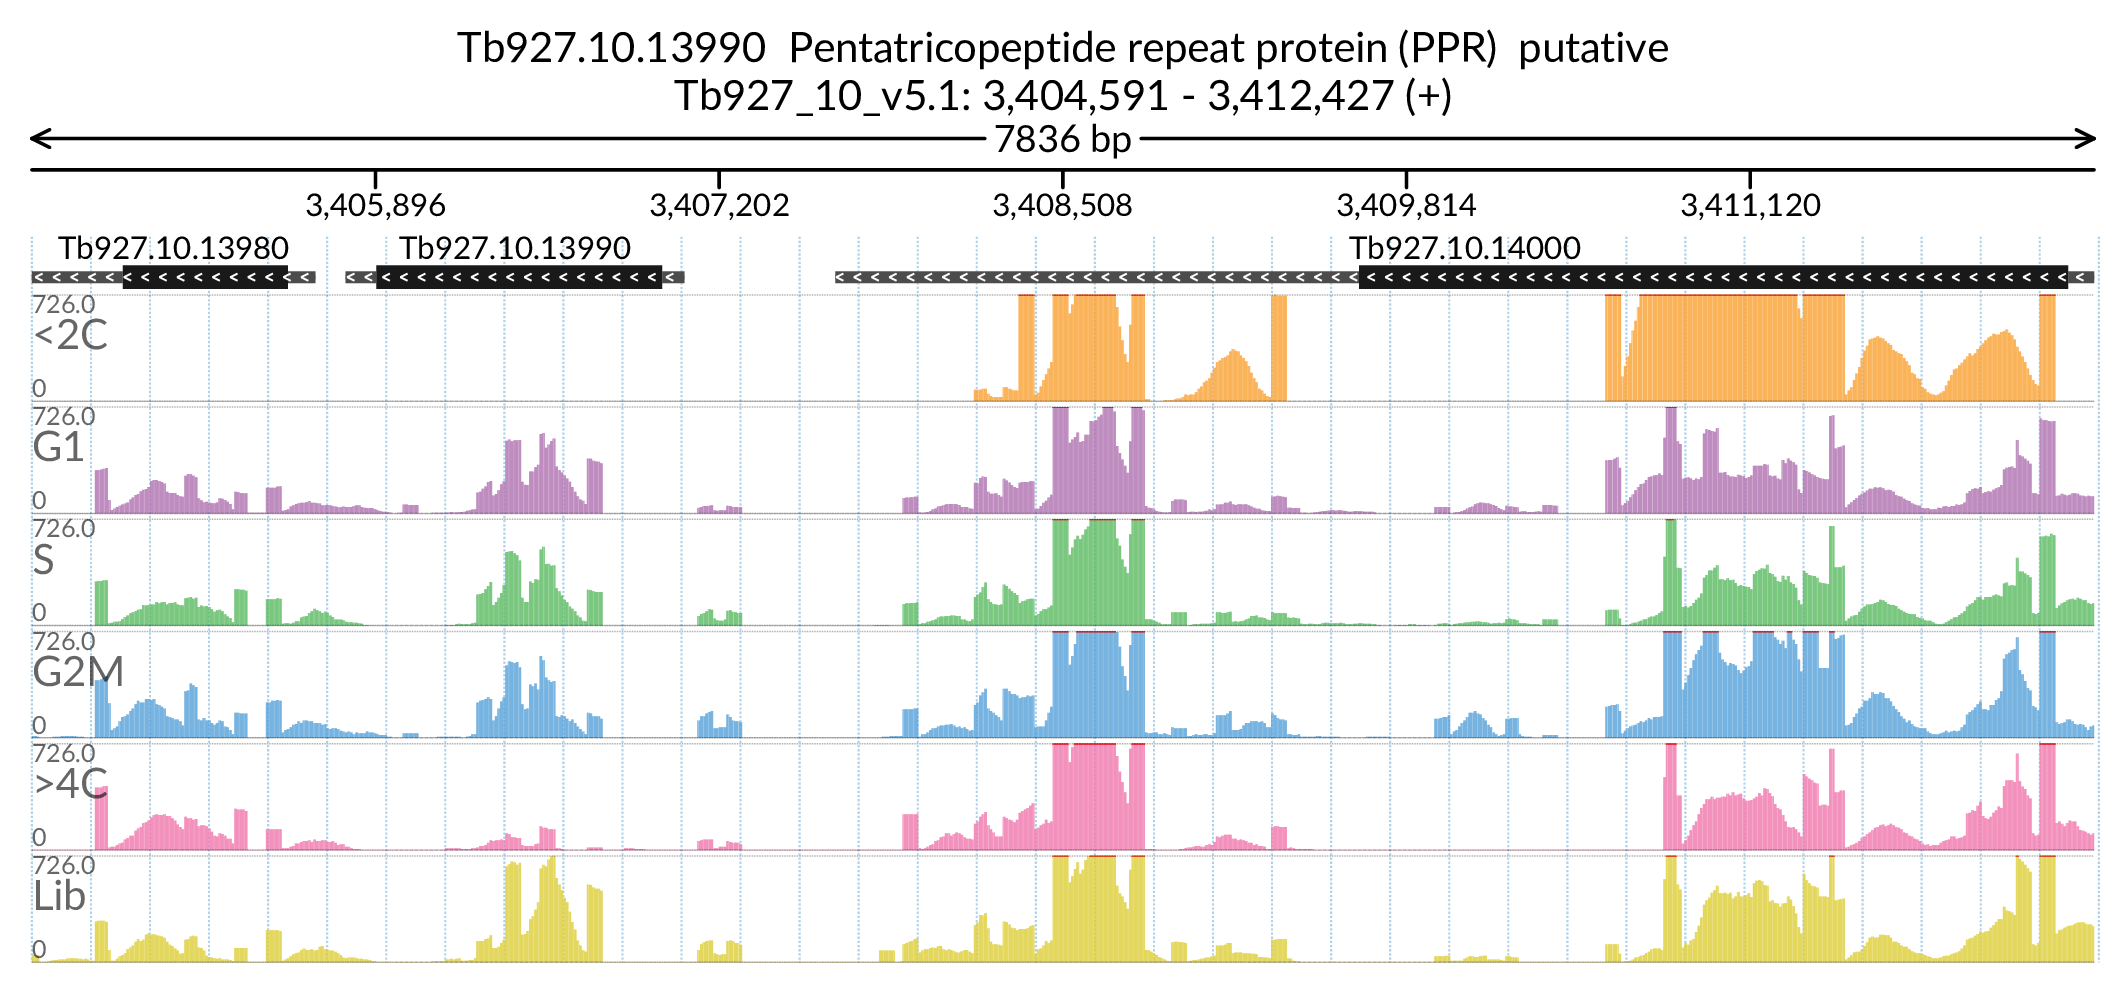 Tb927.10.13990  Pentatricopeptide repeat protein (PPR)  putative
Tb927_10_v5.1: 3,404,591 - 3,412,427 (+)
7836 bp
3,405,896 3,407,202 3,408,508 3,409,814 3,411,120
Tb927.10.13980 Tb927.10.13990 Tb927.10.14000
726.0
<2C
0
726.0
G1
0
726.0
S
0
726.0
G2M
0
726.0
>4C
0
726.0
Lib
0